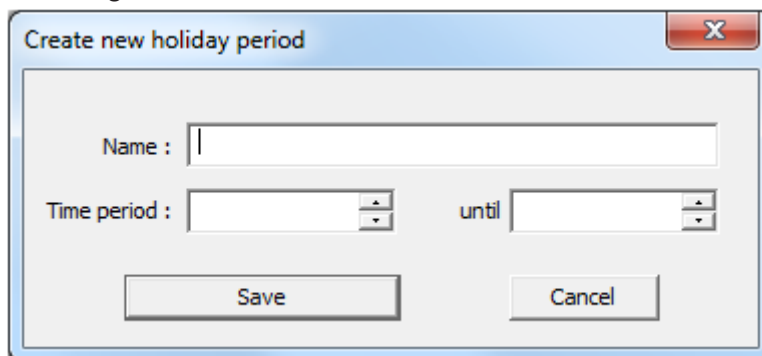 Create new holiday period
Name :
Time period :
until
Save
Cancel